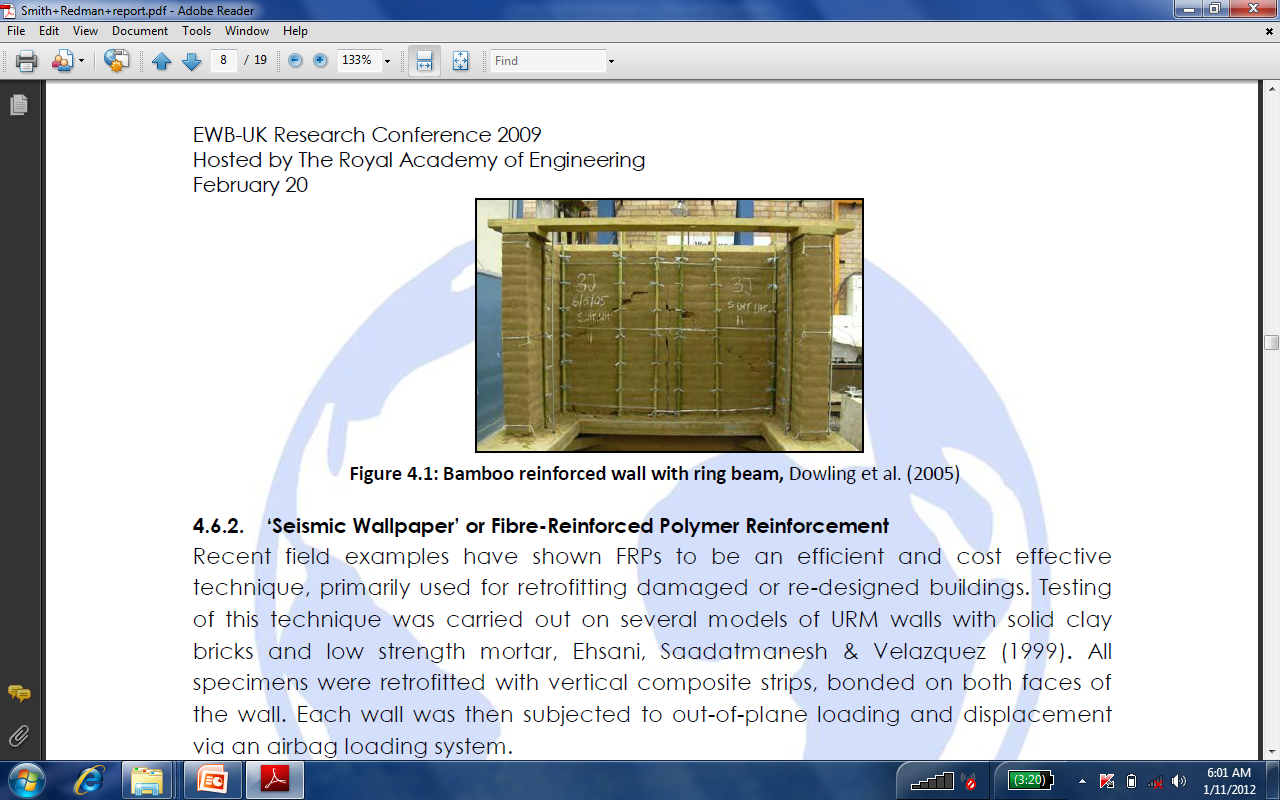 Smith+Redman+report.pdf - Adobe Reader
File Edit View Document Tools Window Help
8 / 19 133% Find
EWB-UK Research Conference 2009
Hosted by The Royal Academy of Engineering
February 20
3J
6/5/05
3J
Figure 4.1: Bamboo reinforced wall with ring beam, Dowling et al. (2005)
4.6.2. ‘Seismic Wallpaper’ or Fibre-Reinforced Polymer Reinforcement
Recent field examples have shown FRPs to be an efficient and cost effective
technique, primarily used for retrofitting damaged or re-designed buildings. Testing
of this technique was carried out on several models of URM walls with solid clay
bricks and low strength mortar, Ehsani, Saadatmanesh & Velazquez (1999). All
specimens were retrofitted with vertical composite strips, bonded on both faces of
the wall. Each wall was then subjected to out-of-plane loading and displacement
via an airbag loading system.
(3:20) 6:01 AM
1/11/2012